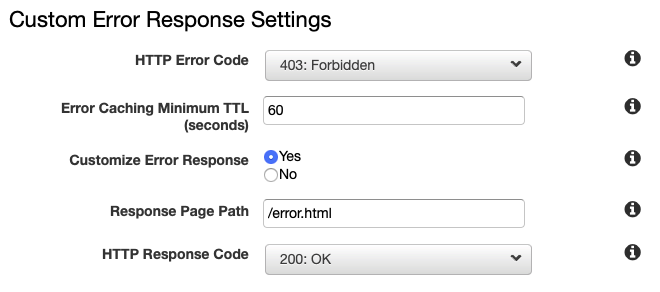 Custom Error Response Settings
HTTP Error Code 403: Forbidden
Error Caching Minimum TTL
(seconds) 60
Customize Error Response Yes
No
Response Page Path /error.html
HTTP Response Code 200: OK